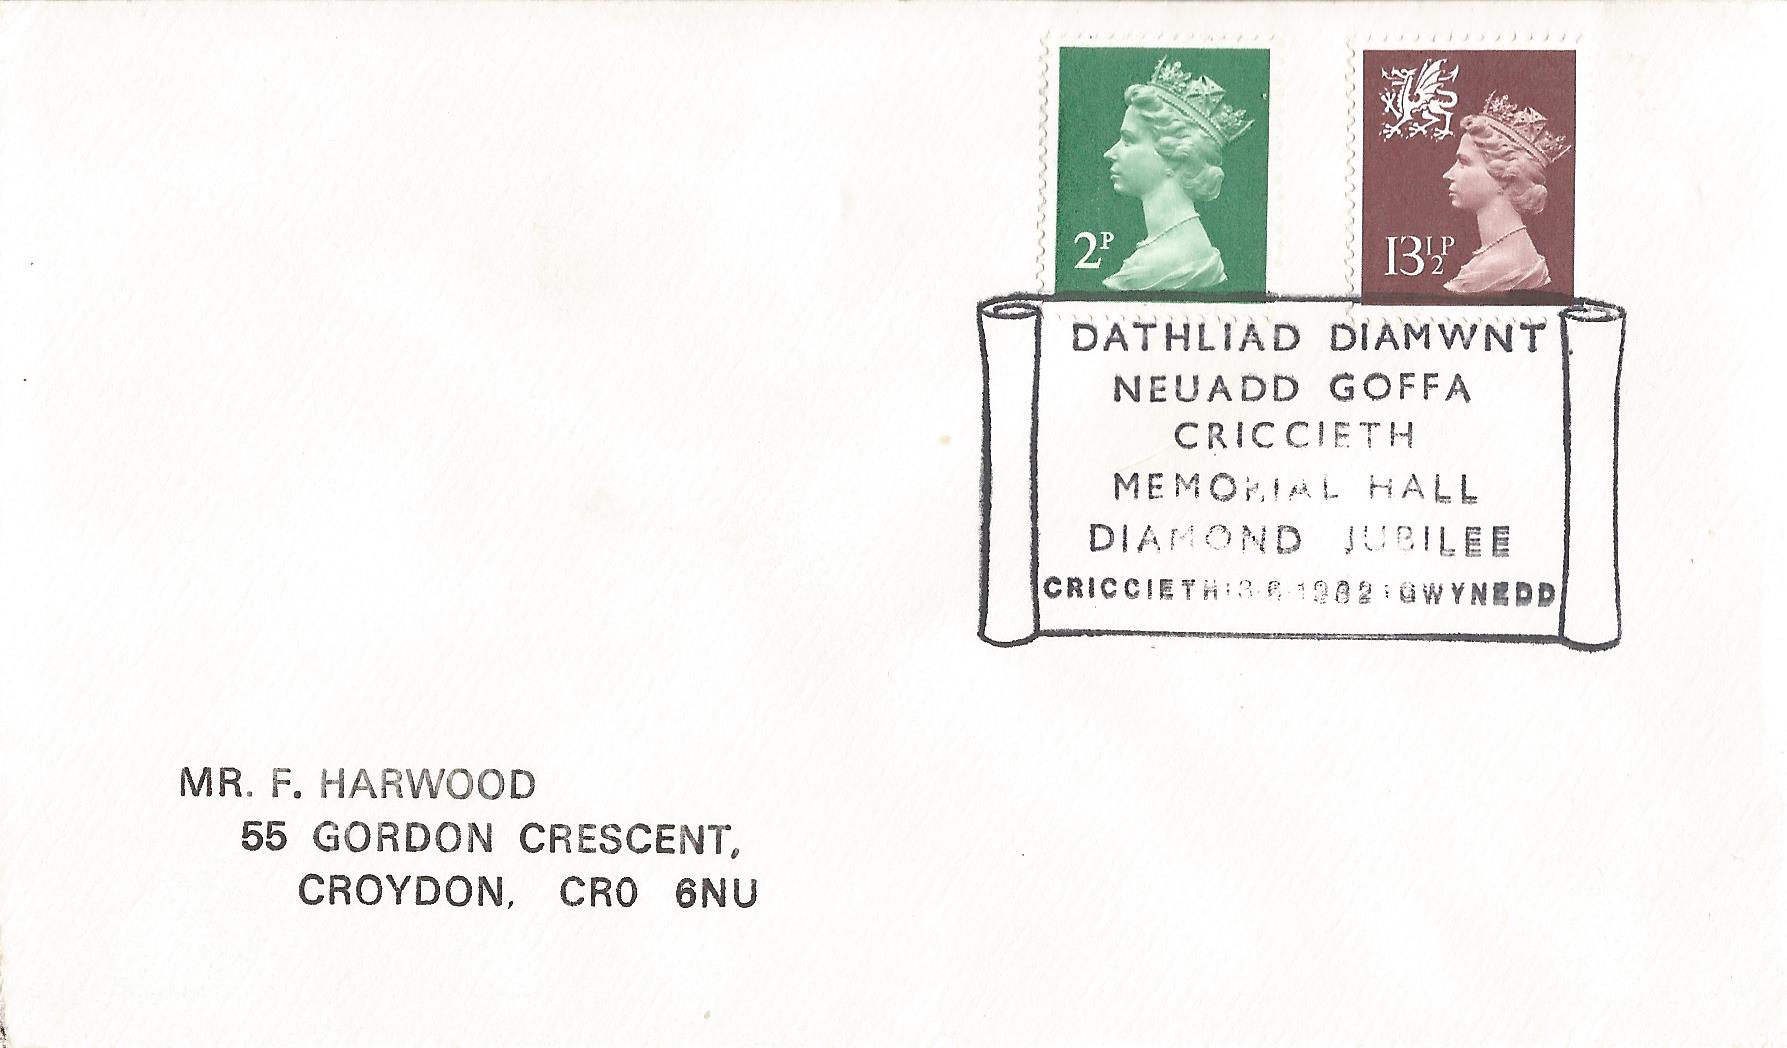 2P
13½P
DATHLIAD DIAMWNT
NEUADD GOFFA
CRICCIETH
MEMORIAL HALL
DIAMOND JUBILEE
CRICCIETH·3·6·1982·GWYNEDD
MR. F. HARWOOD
55 GORDON CRESCENT,
CROYDON, CR0 6NU